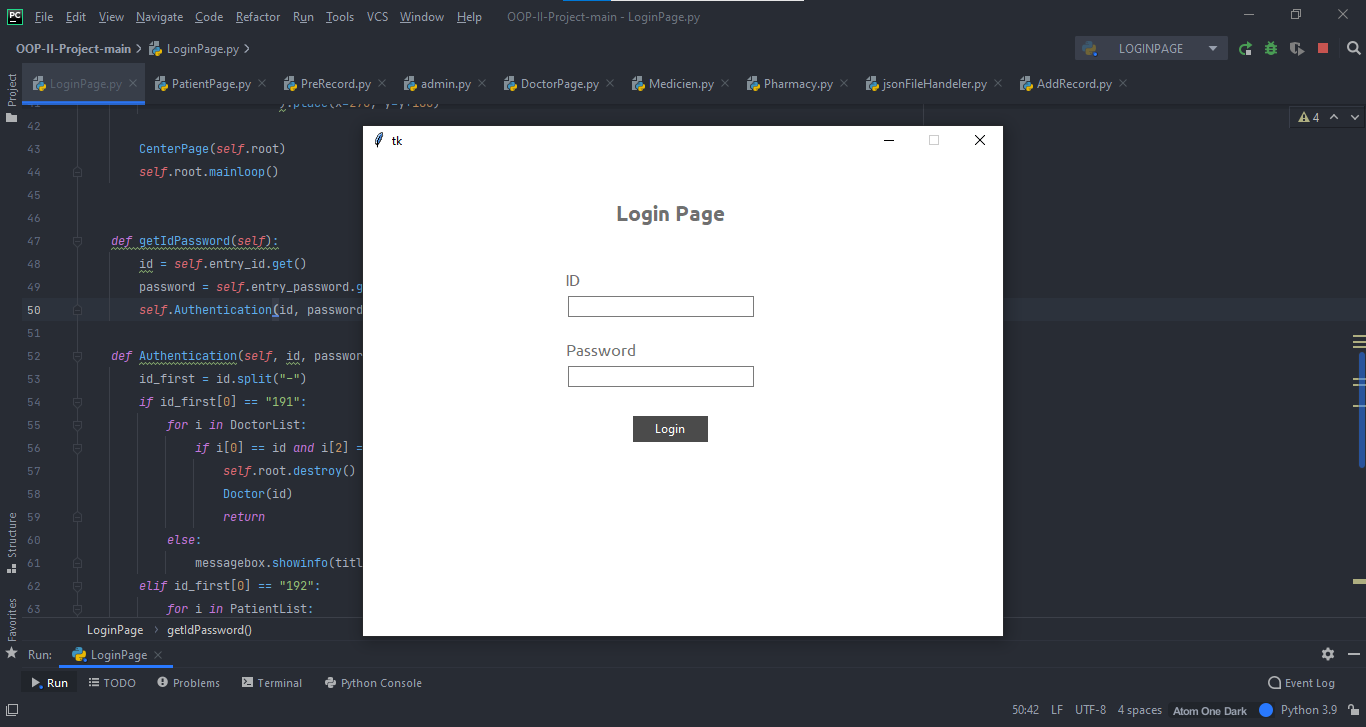 PC File Edit View Navigate Code Refactor Run Tools VCS Window Help OOP-II-Project-main - LoginPage.py
OOP-II-Project-main LoginPage.py LOGINPAGE
Project
LoginPage.py PatientPage.py PreRecord.py admin.py DoctorPage.py Medicien.py Pharmacy.py jsonFileHandeler.py AddRecord.py
41 ).place(x=270, y=y+160)
4
42
43 CenterPage(self.root)
44 self.root.mainloop()
45
46
47 def getIdPassword(self):
48 id = self.entry_id.get()
49 password = self.entry_password.g
50 self.Authentication(id, password
51
52 def Authentication(self, id, passwor
53 id_first = id.split("-")
54 if id_first[0] == "191":
55 for i in DoctorList:
56 if i[0] == id and i[2] =
57 self.root.destroy()
58 Doctor(id)
59 return
60 else:
61 messagebox.showinfo(titl
62 elif id_first[0] == "192":
63 for i in PatientList:
tk
Login Page
ID
Password
Login
Structure
Favorites
LoginPage getIdPassword()
Run: LoginPage
Run TODO Problems Terminal Python Console Event Log
50:42 LF UTF-8 4 spaces Atom One Dark Python 3.9